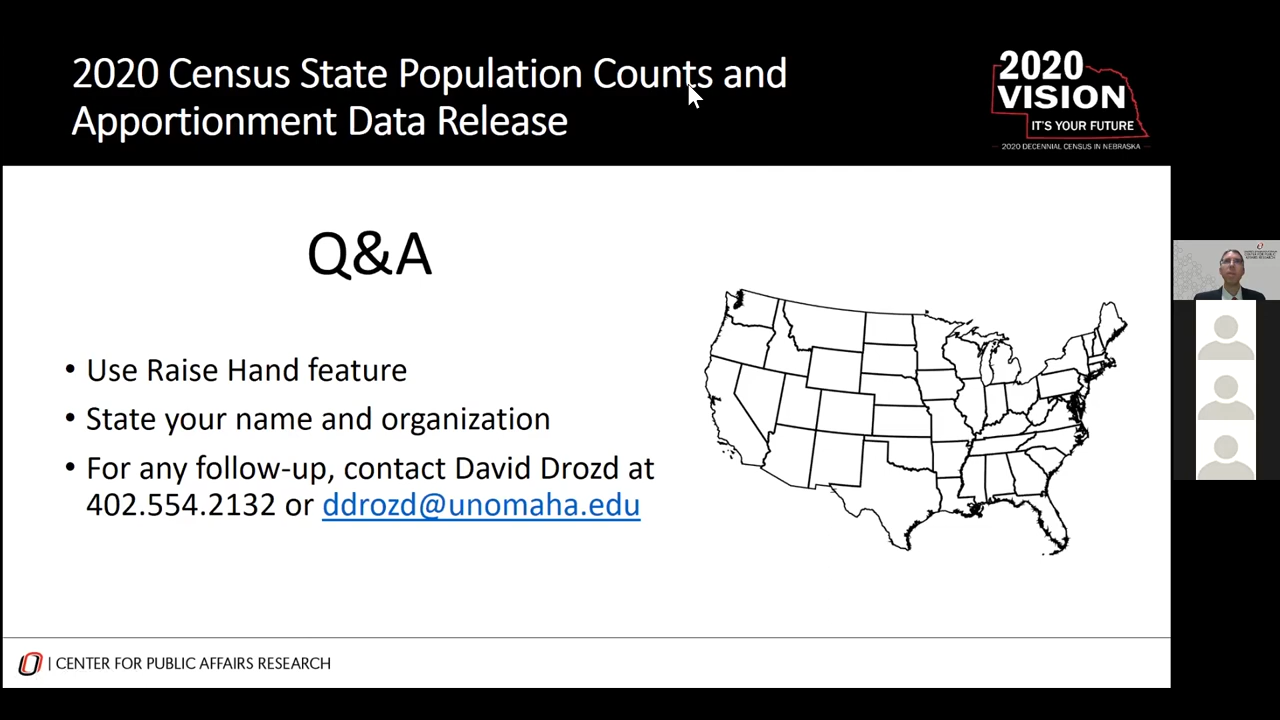 2020 Census State Population Counts and
Apportionment Data Release
2020
VISION
IT'S YOUR FUTURE
2020 DECENNIAL CENSUS IN NEBRASKA
Q&A
• Use Raise Hand feature
• State your name and organization
• For any follow-up, contact David Drozd at
402.554.2132 or ddrozd@unomaha.edu
O | CENTER FOR PUBLIC AFFAIRS RESEARCH